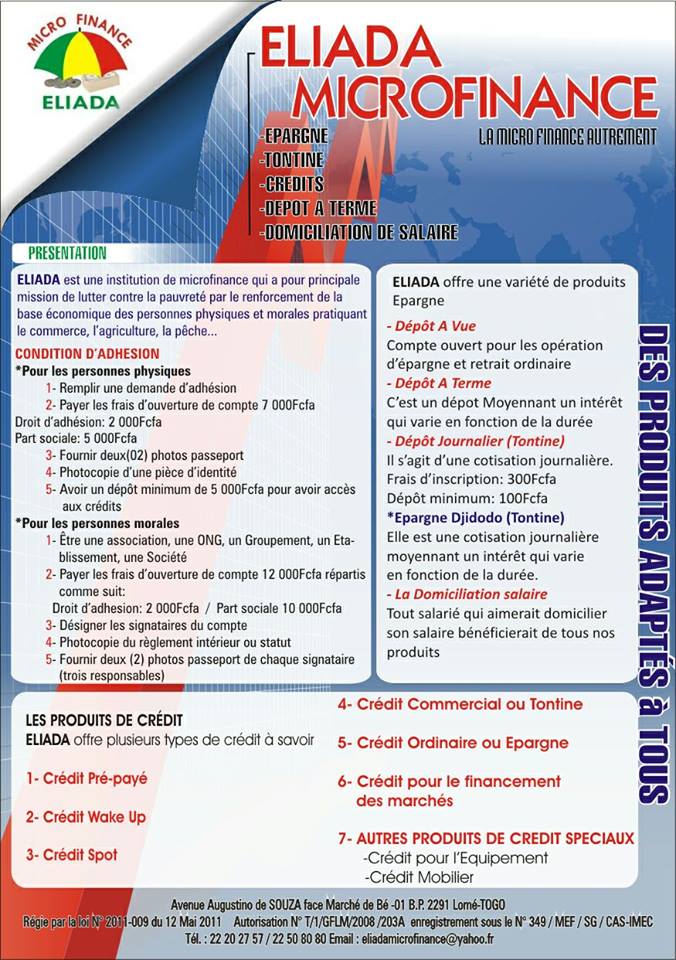 MICRO FINANCE
ELIADA
ELIADA
MICROFINANCE
LA MICRO FINANCE AUTREMENT
-EPARGNE
-TONTINE
-CREDITS
-DEPOT A TERME
-DOMICILIATION DE SALAIRE
PRESENTATION
ELIADA est une institution de microfinance qui a pour principale
mission de lutter contre la pauvreté par le renforcement de la
base économique des personnes physiques et morales pratiquant
le commerce, l'agriculture, la pêche...
CONDITION D'ADHESION
*Pour les personnes physiques
1- Remplir une demande d'adhésion
2- Payer les frais d'ouverture de compte 7 000Fcfa
Droit d'adhésion: 2 000Fcfa
Part sociale: 5 000Fcfa
3- Fournir deux(02) photos passeport
4- Photocopie d'une pièce d'identité
5- Avoir un dépôt minimum de 5 000Fcfa pour avoir accès
aux crédits
*Pour les personnes morales
1- Être une association, une ONG, un Groupement, un Eta-
blissement, une Société
2- Payer les frais d'ouverture de compte 12 000Fcfa répartis
comme suit:
Droit d'adhesion: 2 000Fcfa / Part sociale 10 000Fcfa
3- Désigner les signataires du compte
4- Photocopie du règlement intérieur ou statut
5- Fournir deux (2) photos passeport de chaque signataire
(trois responsables)
ELIADA offre une variété de produits
Epargne
- Dépôt A Vue
Compte ouvert pour les opération
d'épargne et retrait ordinaire
- Dépôt A Terme
C'est un dépot Moyennant un intérêt
qui varie en fonction de la durée
- Dépôt Journalier (Tontine)
Il s'agit d'une cotisation journalière.
Frais d'inscription: 300Fcfa
Dépôt minimum: 100Fcfa
*Epargne Djidodo (Tontine)
Elle est une cotisation journalière
moyennant un intérêt qui varie
en fonction de la durée.
- La Domiciliation salaire
Tout salarié qui aimerait domicilier
son salaire bénéficierait de tous nos
produits
DES PRODUITS ADAPTÉS à TOUS
LES PRODUITS DE CRÉDIT
ELIADA offre plusieurs types de crédit à savoir
1- Crédit Pré-payé
2- Crédit Wake Up
3- Crédit Spot
4- Crédit Commercial ou Tontine
5- Crédit Ordinaire ou Epargne
6- Crédit pour le financement
des marchés
7- AUTRES PRODUITS DE CREDIT SPECIAUX
-Crédit pour l'Equipement
-Crédit Mobilier
Avenue Augustino de SOUZA face Marché de Bé -01 B.P. 2291 Lomé-TOGO
Régie par la loi N° 2011-009 du 12 Mai 2011 Autorisation N° T/1/GFLM/2008 /203A enregistrement sous le N° 349 / MEF / SG / CAS-IMEC
Tél. : 22 20 27 57 / 22 50 80 80 Email : eliadamicrofinance@yahoo.fr